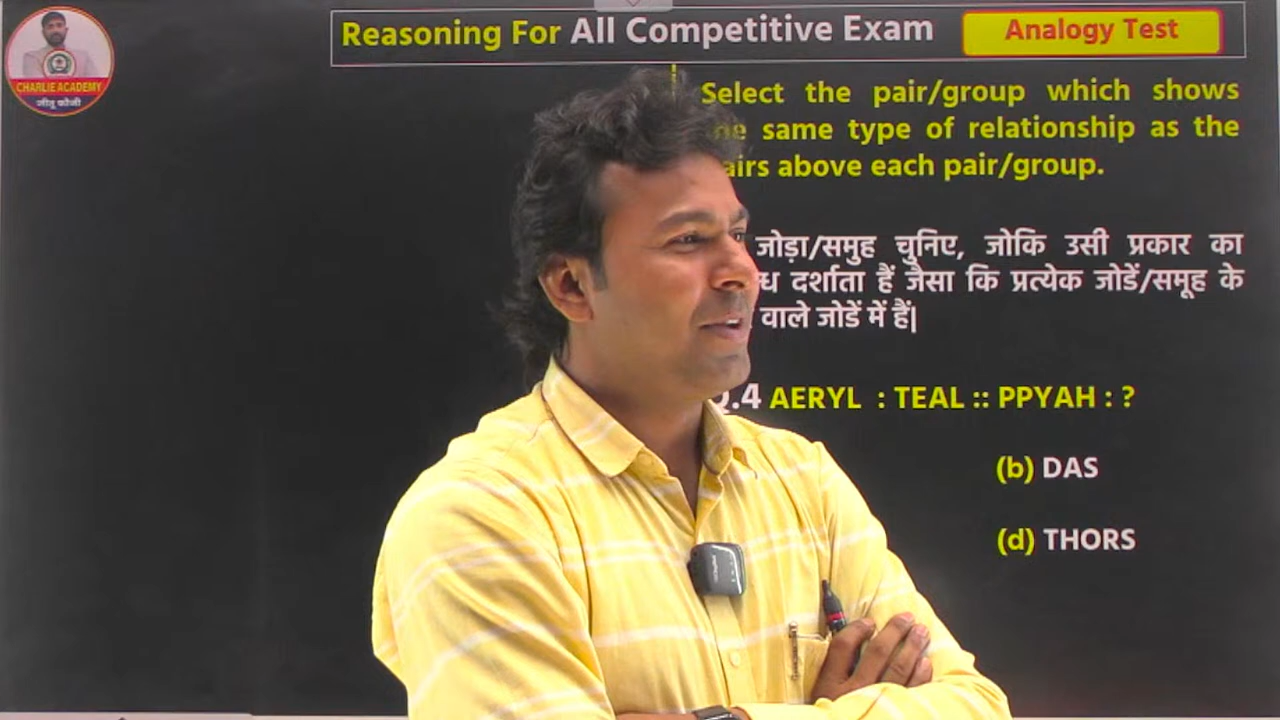 Reasoning For All Competitive Exam
Analogy Test
CHARLIE ACADEMY
जीतू फौजी
Select the pair/group which shows
same type of relationship as the
above each pair/group.
जोड़ा/समुह चुनिए, जोकि उसी प्रकार का
दर्शाता हैं जैसा कि प्रत्येक जोडें/समूह के
वाले जोडें में हैं|
Q.4 AERYL : TEAL :: PPYAH : ?
(b) DAS
(d) THORS